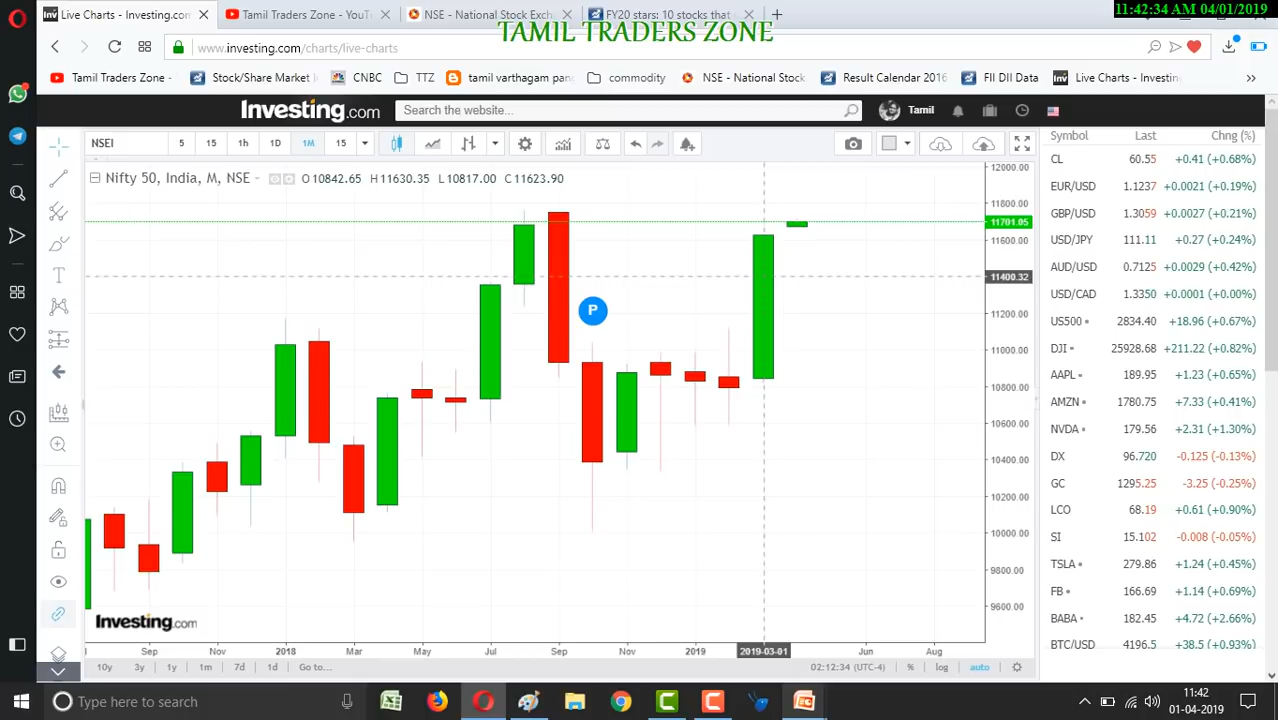 11:42:34 AM 04/01/2019
Live Charts - Investing.com
Tamil Traders Zone - YouT
NSE - National Stock Exch
FY20 stars: 10 stocks that
TAMIL TRADERS ZONE
www.investing.com/charts/live-charts
Tamil Traders Zone -
Stock/Share Market I
CNBC
TTZ
tamil varthagam pan
commodity
NSE - National Stock
Result Calendar 2016
FII DII Data
Live Charts - Investin
Investing.com
Search the website...
Tamil
NSEI
5 15 1h 1D 1M 15
Nifty 50, India, M, NSE
O10842.65 H11630.35 L10817.00 C11623.90
Symbol Last Chng (%)
CL 60.55 +0.41 (+0.68%)
EUR/USD 1.1237 +0.0021 (+0.19%)
GBP/USD 1.3059 +0.0027 (+0.21%)
USD/JPY 111.11 +0.27 (+0.24%)
AUD/USD 0.7125 +0.0029 (+0.42%)
USD/CAD 1.3350 +0.0001 (+0.00%)
US500 2834.40 +18.96 (+0.67%)
DJI 25928.68 +211.22 (+0.82%)
AAPL 189.95 +1.23 (+0.65%)
AMZN 1780.75 +7.33 (+0.41%)
NVDA 179.56 +2.31 (+1.30%)
DX 96.720 -0.125 (-0.13%)
GC 1295.25 -3.25 (-0.25%)
LCO 68.19 +0.61 (+0.90%)
SI 15.102 -0.008 (-0.05%)
TSLA 279.86 +1.24 (+0.45%)
FB 166.69 +1.14 (+0.69%)
BABA 182.45 +4.72 (+2.66%)
BTC/USD 4196.5 +38.5 (+0.93%)
12000.00
11800.00
11701.05
11600.00
11400.32
11200.00
11000.00
10800.00
10600.00
10400.00
10200.00
10000.00
9800.00
9600.00
P
Investing.com
Sep Nov 2018 Mar May Jul Sep Nov 2019 2019-03-01 Jun Aug
10y 3y 1y 1m 7d 1d Go to...
02:12:34 (UTC-4) % log auto
Type here to search
11:42
01-04-2019